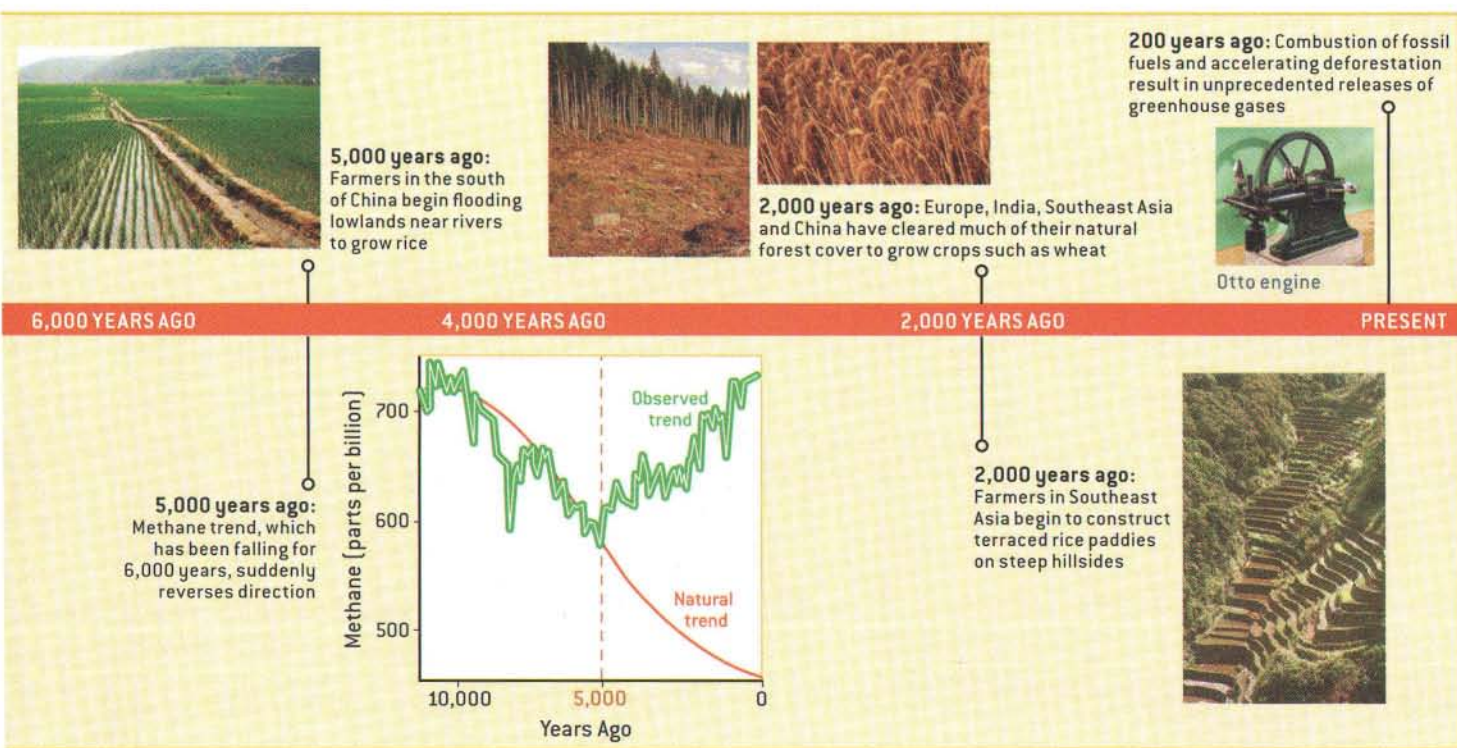 5,000 years ago:
Farmers in the south
of China begin flooding
lowlands near rivers
to grow rice
2,000 years ago: Europe, India, Southeast Asia
and China have cleared much of their natural
forest cover to grow crops such as wheat
200 years ago: Combustion of fossil
fuels and accelerating deforestation
result in unprecedented releases of
greenhouse gases
Otto engine
6,000 YEARS AGO
4,000 YEARS AGO
2,000 YEARS AGO
PRESENT
5,000 years ago:
Methane trend, which
has been falling for
6,000 years, suddenly
reverses direction
Methane (parts per billion)
700
600
500
Observed
trend
Natural
trend
10,000
5,000
0
Years Ago
2,000 years ago:
Farmers in Southeast
Asia begin to construct
terraced rice paddies
on steep hillsides